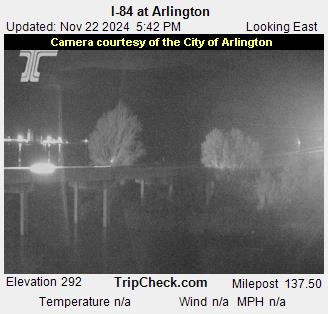 I-84 at Arlington
Updated: Nov 22 2024 5:42 PM Looking East
Camera courtesy of the City of Arlington
Elevation 292 TripCheck.com Milepost 137.50
Temperature n/a Wind n/a MPH n/a